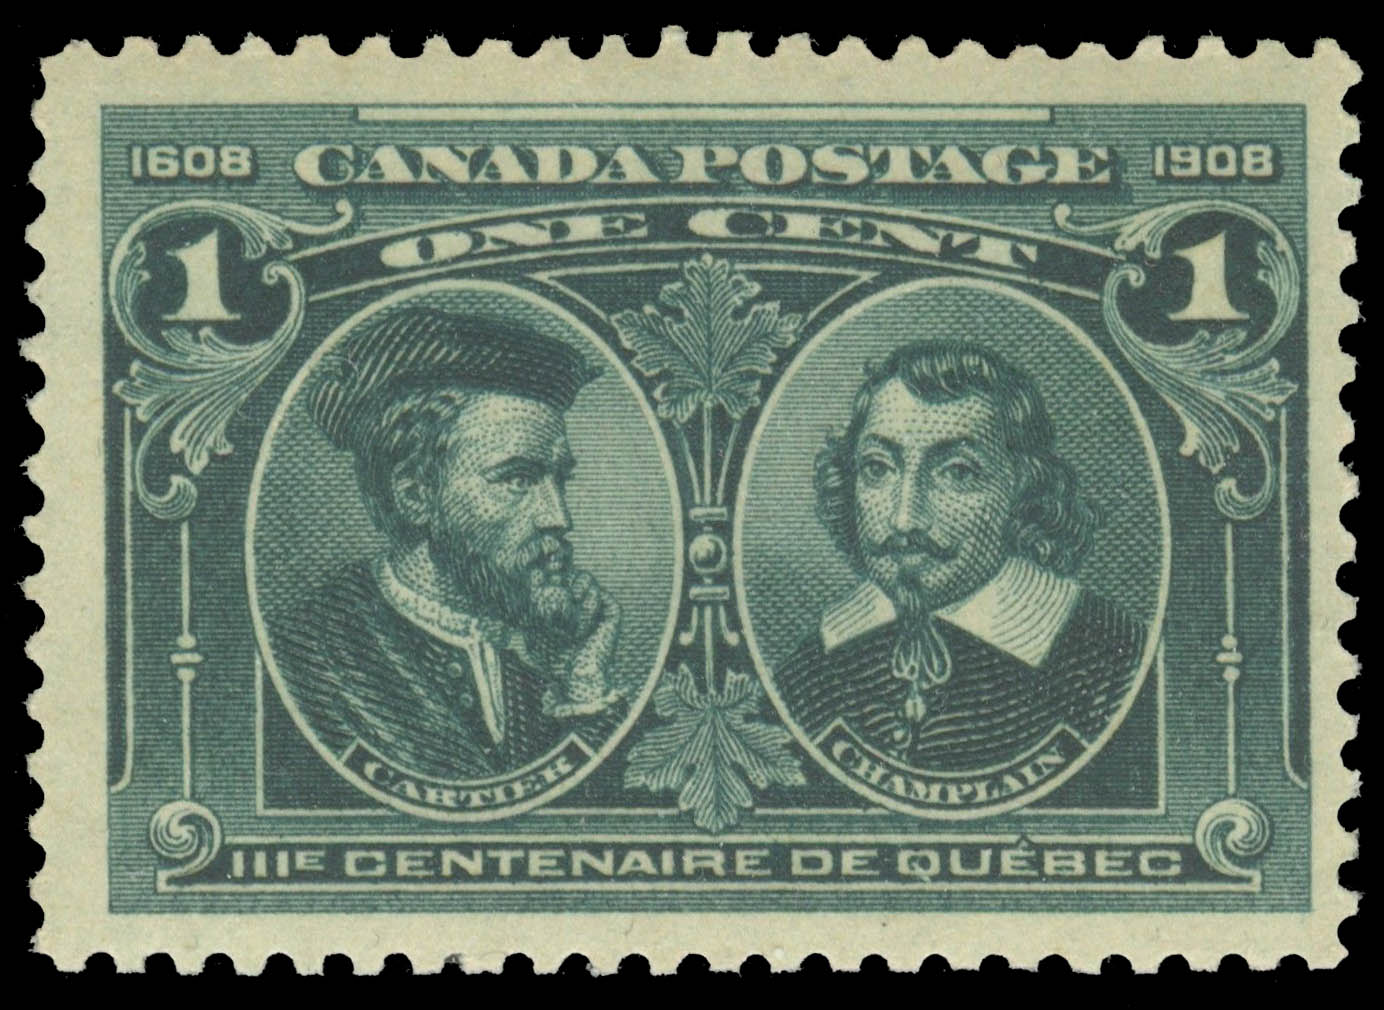 1608 CANADA POSTAGE 1908
1 ONE CENT 1
CARTIER
CHAMPLAIN
IIIE CENTENAIRE DE QUÉBEC